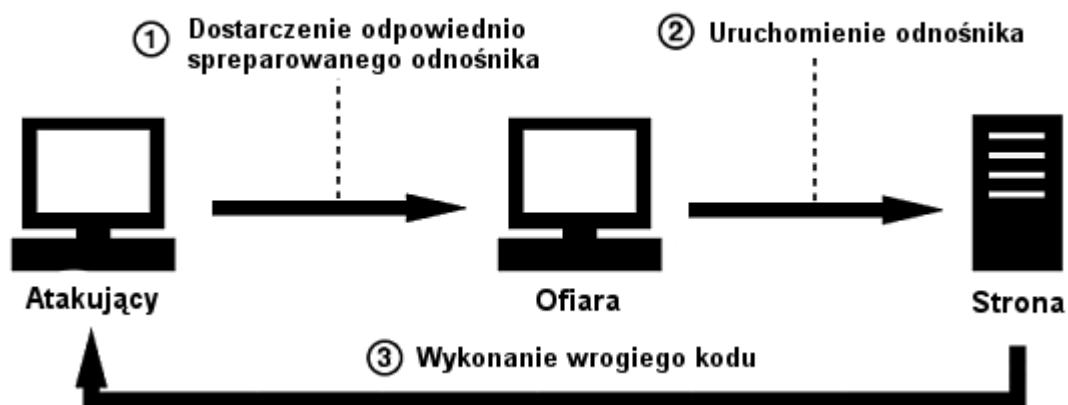 1 Dostarczenie odpowiednio
spreparowanego odnośnika
2 Uruchomienie odnośnika
Atakujący
Ofiara
Strona
3 Wykonanie wrogiego kodu